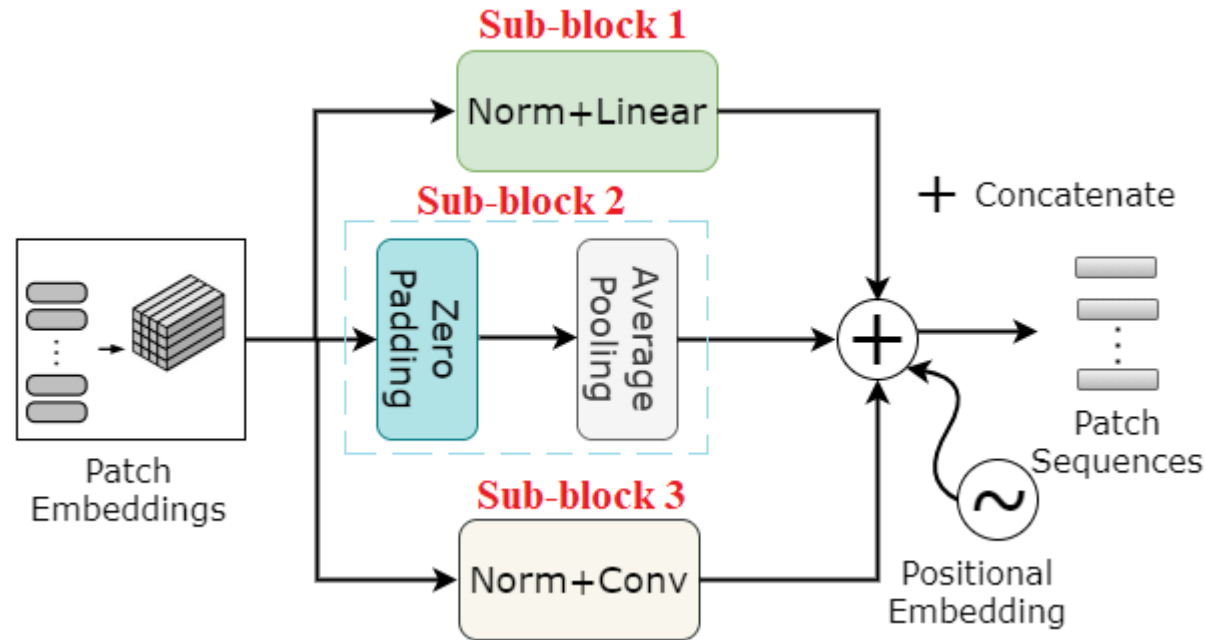 Sub-block 1
Norm+Linear
Sub-block 2
+ Concatenate
Zero
Padding
Average
Pooling
+
Patch
Embeddings
Patch
Sequences
Sub-block 3
Norm+Conv
~
Positional
Embedding